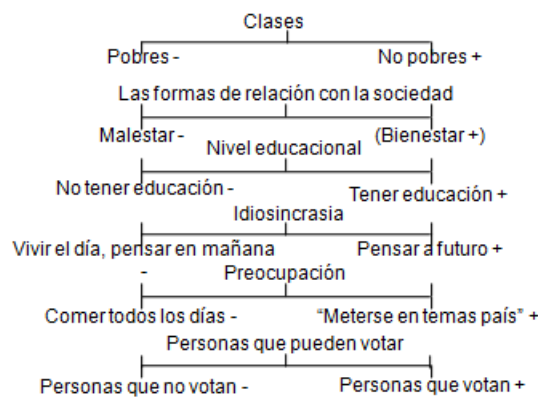 Clases
Pobres - No pobres +
Las formas de relación con la sociedad
Malestar - (Bienestar +)
Nivel educacional
No tener educación - Tener educación +
Idiosincrasia
Vivir el día, pensar en mañana Pensar a futuro +
-
Preocupación
Comer todos los días - “Meterse en temas país” +
Personas que pueden votar
Personas que no votan - Personas que votan +